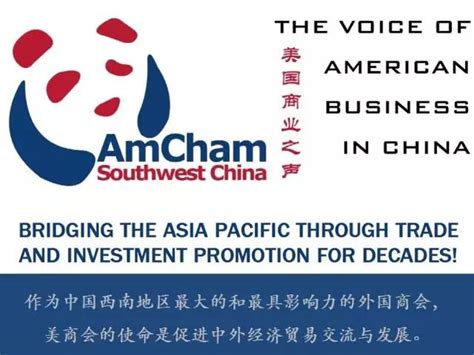 THE VOICE OF
AMERICAN
BUSINESS
IN CHINA
美国商业之声
AmCham
Southwest China
BRIDGING THE ASIA PACIFIC THROUGH TRADE
AND INVESTMENT PROMOTION FOR DECADES!
作为中国西南地区最大的和最具影响力的外国商会，
美商会的使命是促进中外经济贸易交流与发展。